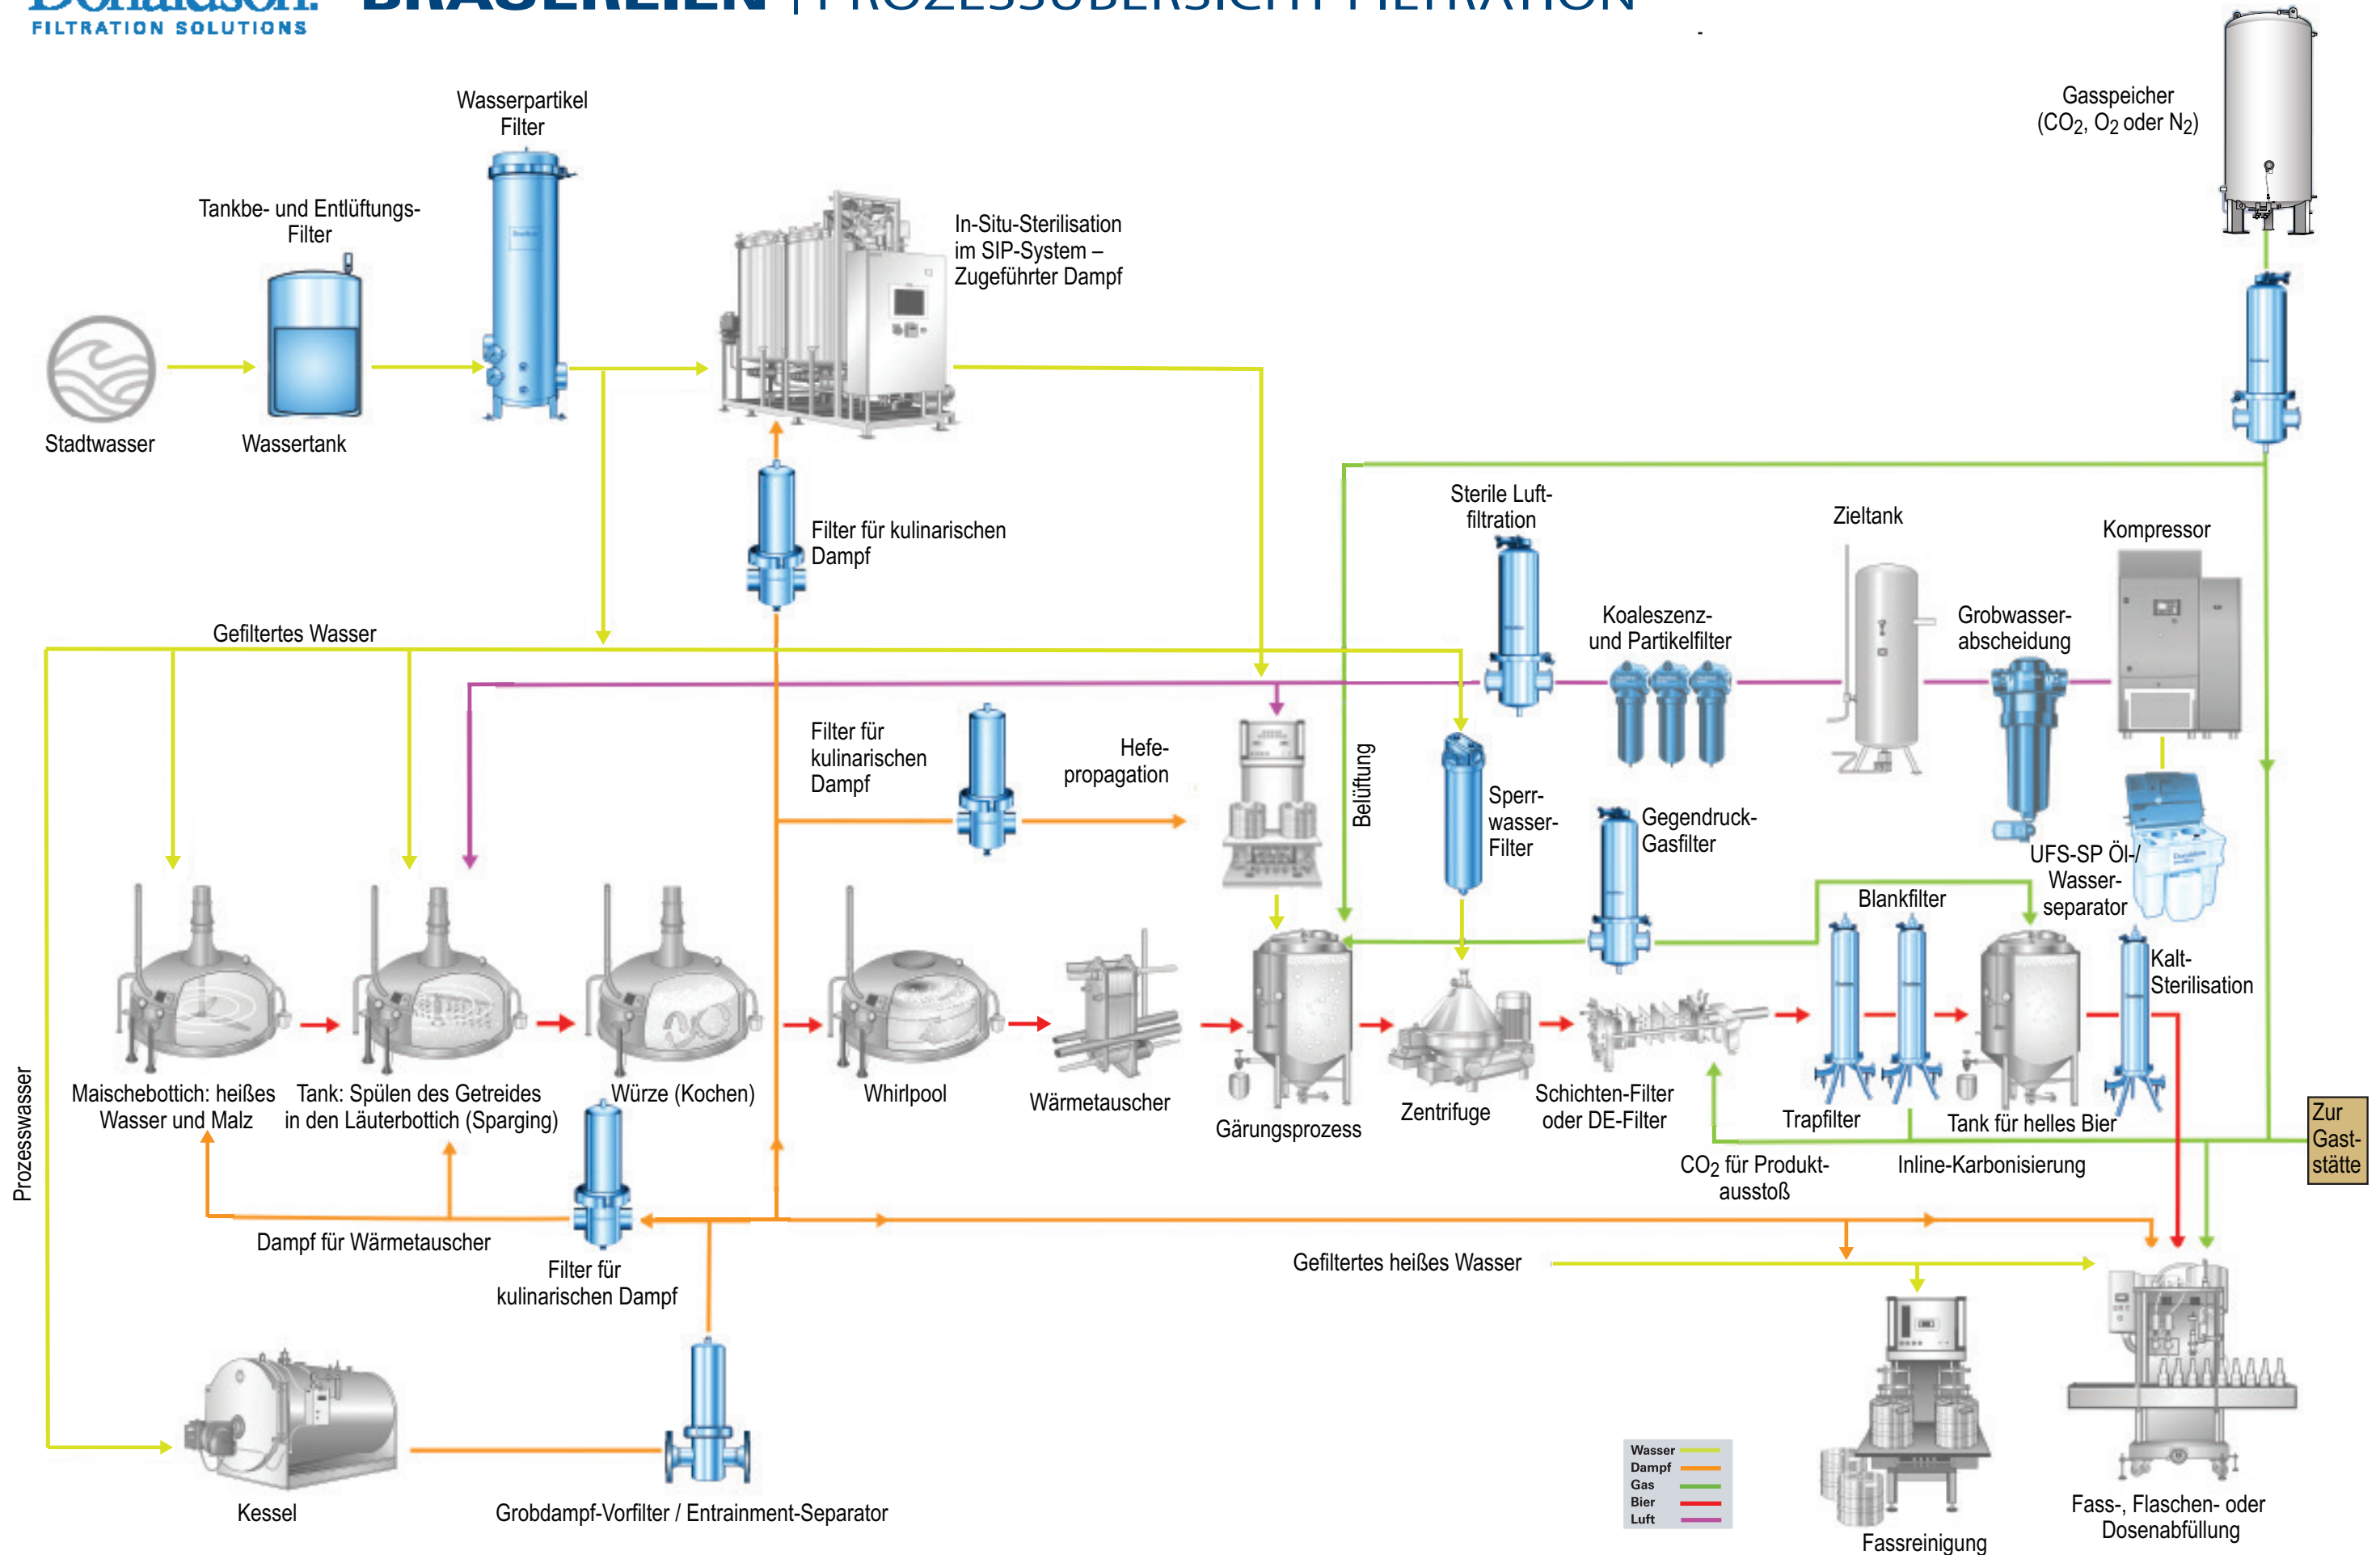 Donaldson.
FILTRATION SOLUTIONS
BRAUEREIEN | PROZESSÜBERSICHT FILTRATION
Gasspeicher
(CO2, O2 oder N2)
Wasserpartikel
Filter
Tankbe- und Entlüftungs-
Filter
In-Situ-Sterilisation
im SIP-System –
Zugeführter Dampf
Stadtwasser
Wassertank
Filter für kulinarischen
Dampf
Sterile Luft-
filtration
Zieltank
Kompressor
Koaleszenz-
und Partikelfilter
Grobwasser-
abscheidung
Gefiltertes Wasser
Filter für
kulinarischen
Dampf
Hefe-
propagation
Belüftung
Sperr-
wasser-
Filter
Gegendruck-
Gasfilter
UFS-SP Öl-/
Wasser-
separator
Donaldson
Blankfilter
Kalt-
Sterilisation
Prozesswasser
Maischebottich: heißes
Wasser und Malz
Tank: Spülen des Getreides
in den Läuterbottich (Sparging)
Würze (Kochen)
Whirlpool
Wärmetauscher
Gärungsprozess
Zentrifuge
Schichten-Filter
oder DE-Filter
Trapfilter
Tank für helles Bier
Zur
Gast-
stätte
CO2 für Produkt-
ausstoß
Inline-Karbonisierung
Dampf für Wärmetauscher
Filter für
kulinarischen Dampf
Gefiltertes heißes Wasser
Kessel
Grobdampf-Vorfilter / Entrainment-Separator
Wasser
Dampf
Gas
Bier
Luft
Fassreinigung
Fass-, Flaschen- oder
Dosenabfüllung